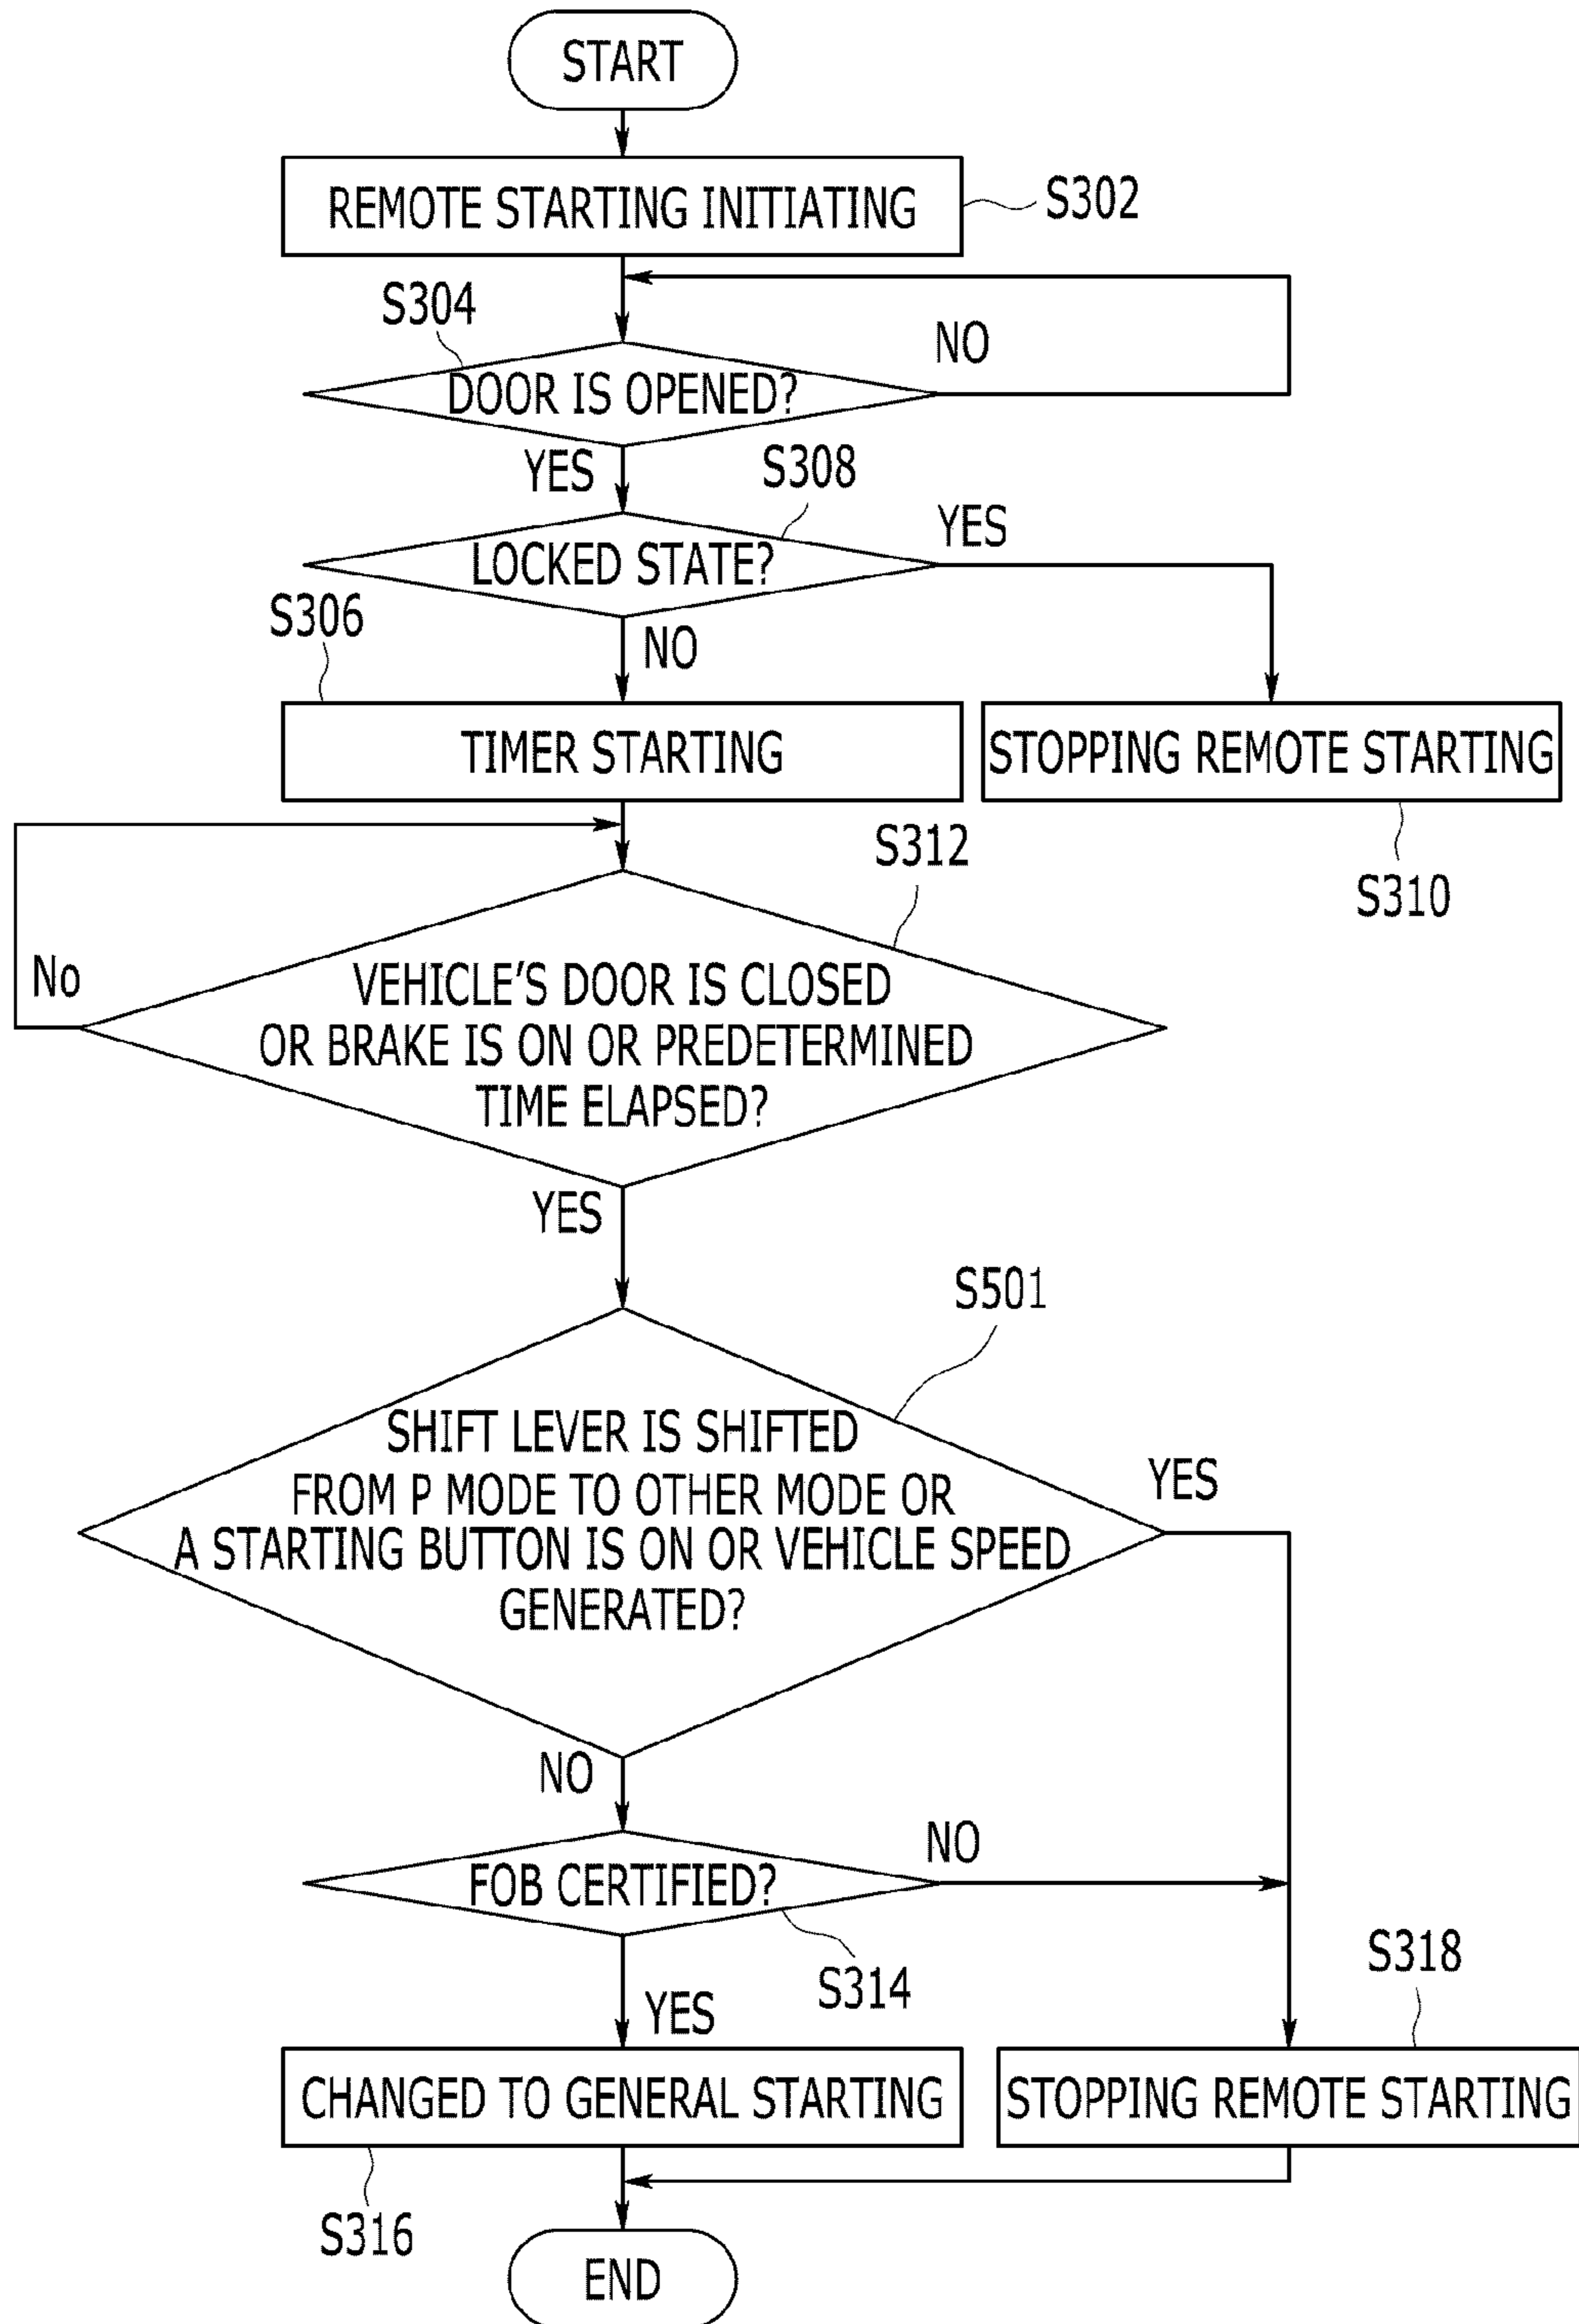 START
REMOTE STARTING INITIATING
S302
S304
NO
DOOR IS OPENED?
YES
S308
YES
LOCKED STATE?
S306
NO
TIMER STARTING
STOPPING REMOTE STARTING
S312
S310
No
VEHICLE'S DOOR IS CLOSED
OR BRAKE IS ON OR PREDETERMINED
TIME ELAPSED?
YES
S501
SHIFT LEVER IS SHIFTED
FROM P MODE TO OTHER MODE OR
A STARTING BUTTON IS ON OR VEHICLE SPEED
GENERATED?
YES
NO
NO
FOB CERTIFIED?
S314
S318
YES
CHANGED TO GENERAL STARTING
STOPPING REMOTE STARTING
S316
END